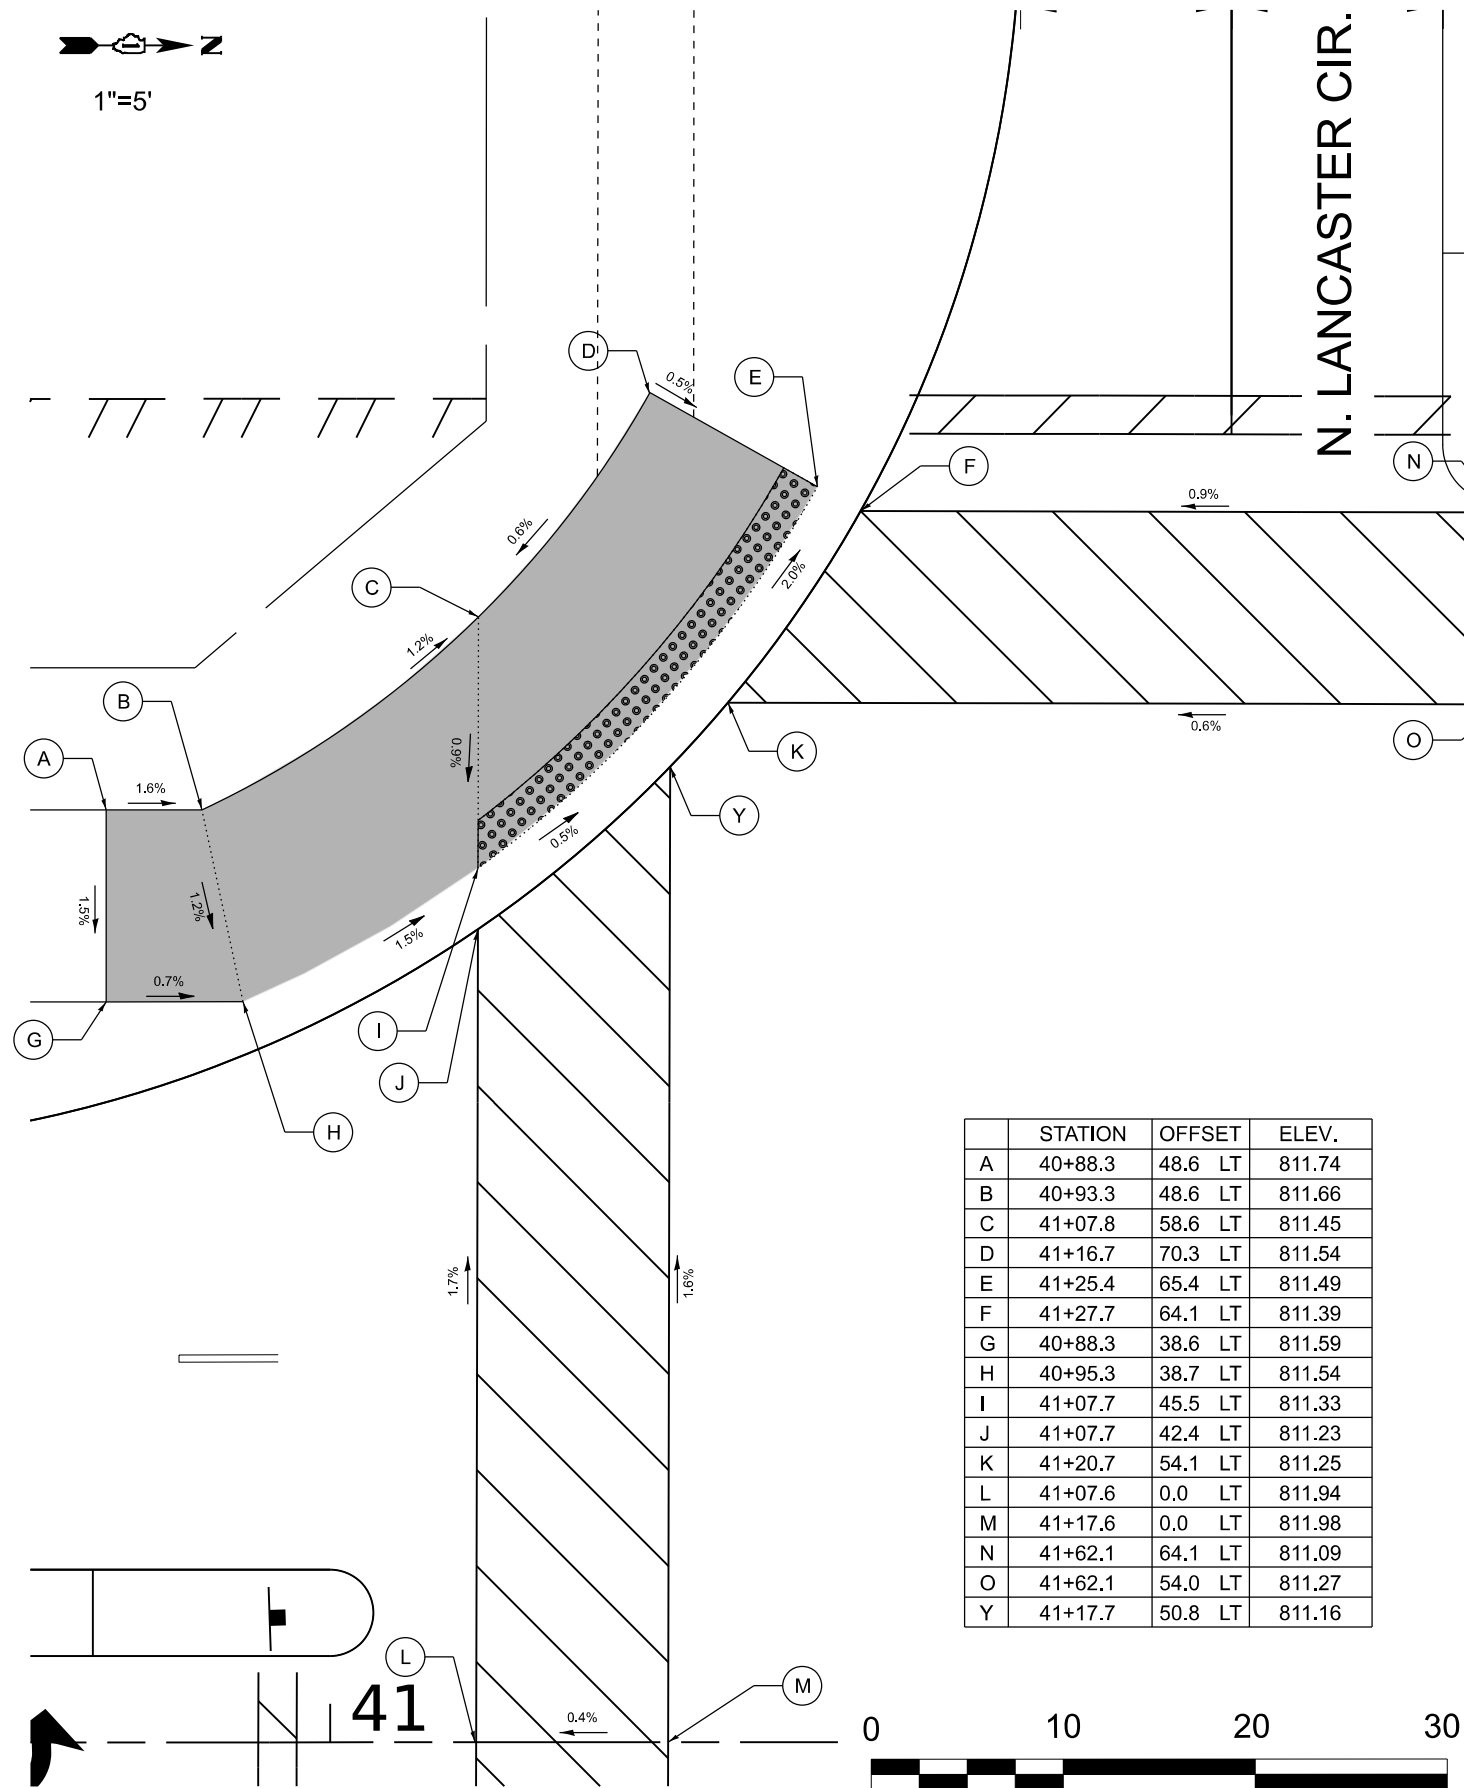 N
1"=5'
N. LANCASTER CIR.
D
0.5%
E
F
N
0.9%
0.6%
C
2.0%
1.2%
B
0.6%
O
K
A
0.9%
1.6%
Y
0.5%
1.5%
1.2%
1.5%
0.7%
G
I
J
H
1.7%
1.6%
STATION OFFSET ELEV.
A 40+88.3 48.6 LT 811.74
B 40+93.3 48.6 LT 811.66
C 41+07.8 58.6 LT 811.45
D 41+16.7 70.3 LT 811.54
E 41+25.4 65.4 LT 811.49
F 41+27.7 64.1 LT 811.39
G 40+88.3 38.6 LT 811.59
H 40+95.3 38.7 LT 811.54
I 41+07.7 45.5 LT 811.33
J 41+07.7 42.4 LT 811.23
K 41+20.7 54.1 LT 811.25
L 41+07.6 0.0 LT 811.94
M 41+17.6 0.0 LT 811.98
N 41+62.1 64.1 LT 811.09
O 41+62.1 54.0 LT 811.27
Y 41+17.7 50.8 LT 811.16
L
M
41
0.4%
0 10 20 30